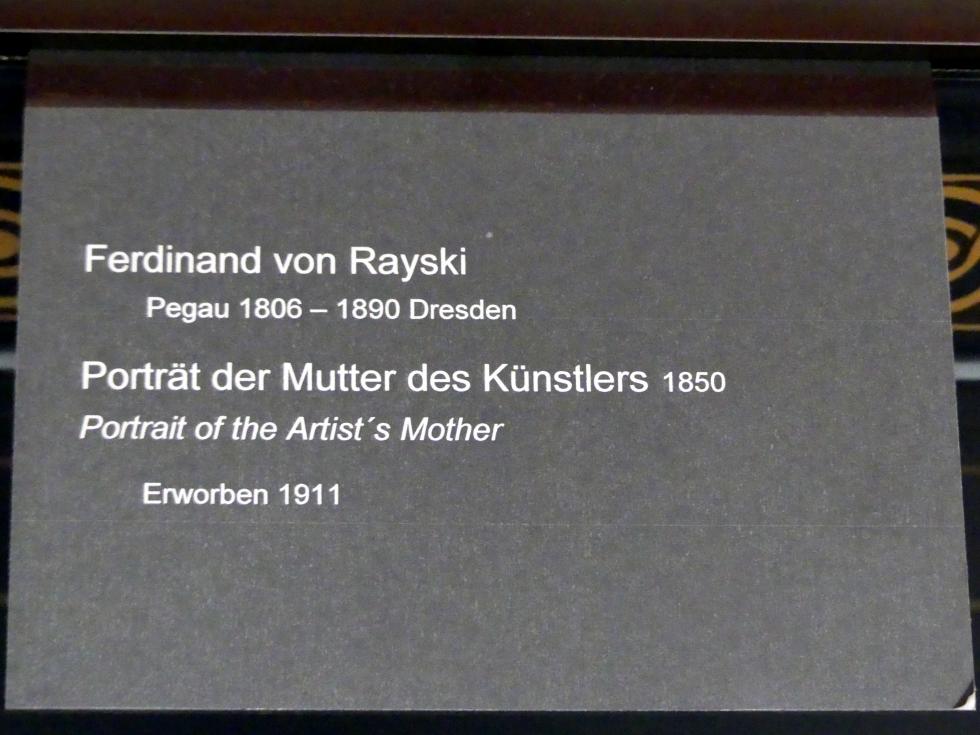 Ferdinand von Rayski
Pegau 1806 – 1890 Dresden
Porträt der Mutter des Künstlers 1850
Portrait of the Artist´s Mother
Erworben 1911